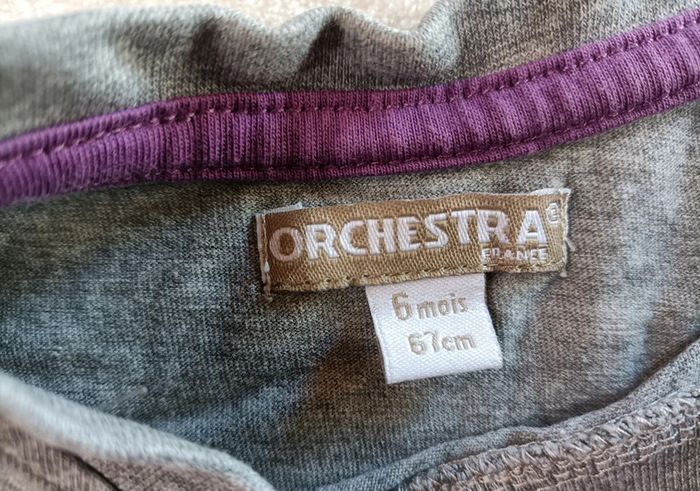 ORCHESTRA®
FRANCE
6 mois
67cm